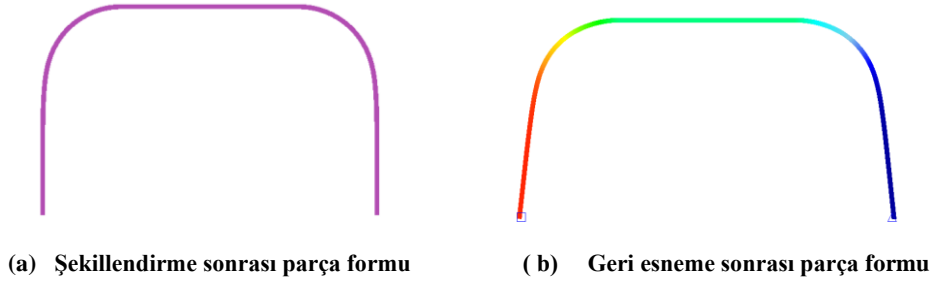 (a) Şekillendirme sonrası parça formu
( b) Geri esneme sonrası parça formu